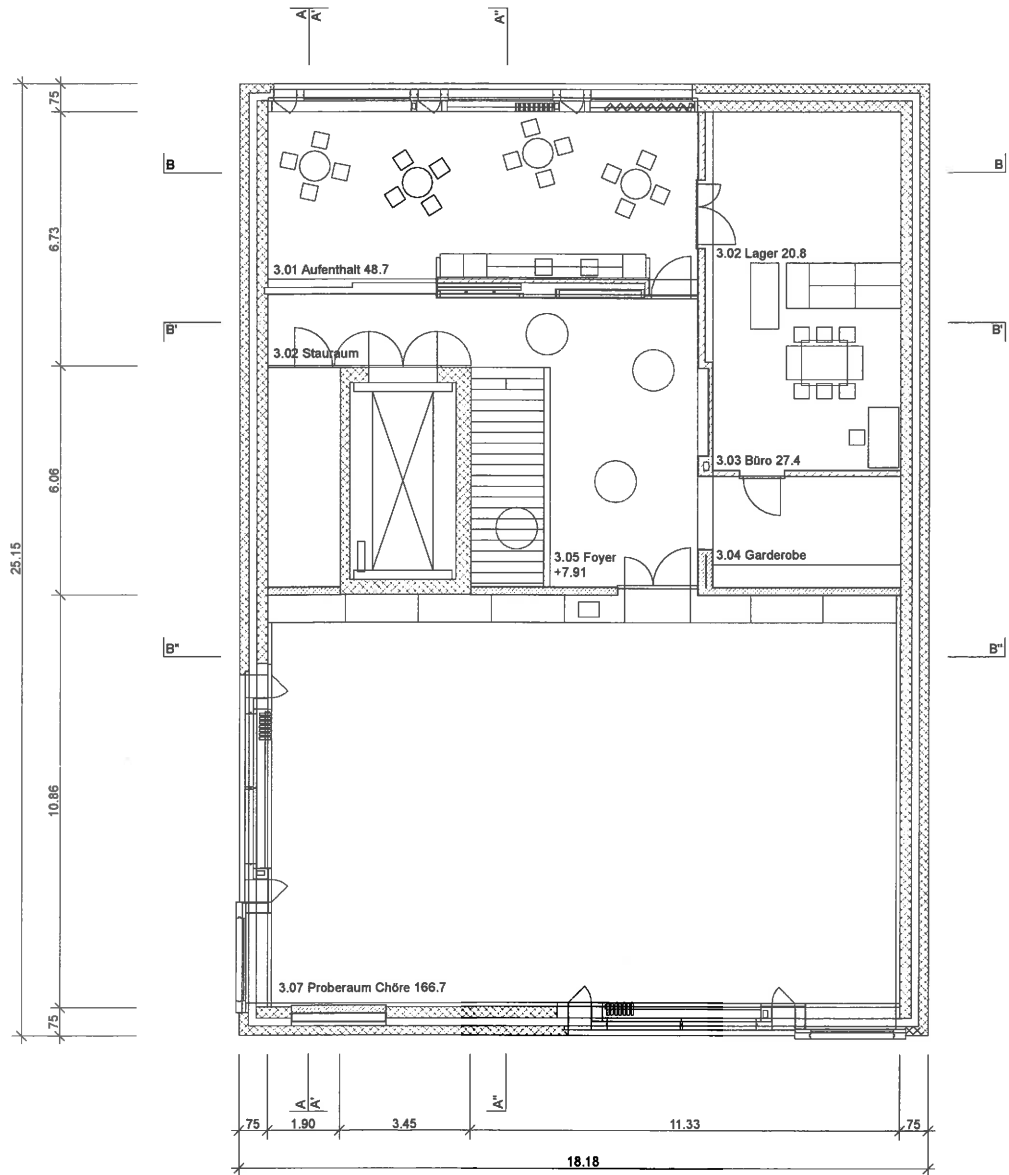 A A' A"
75
B B
6.73
3.02 Lager 20.8
3.01 Aufenthalt 48.7
B' B'
3.02 Stauraum
3.03 Büro 27.4
6.06
25.15
3.05 Foyer
+7.91
3.04 Garderobe
B" B"
10.86
3.07 Proberaum Chöre 166.7
75
A A' A"
75 1.90 3.45 11.33 75
18.18